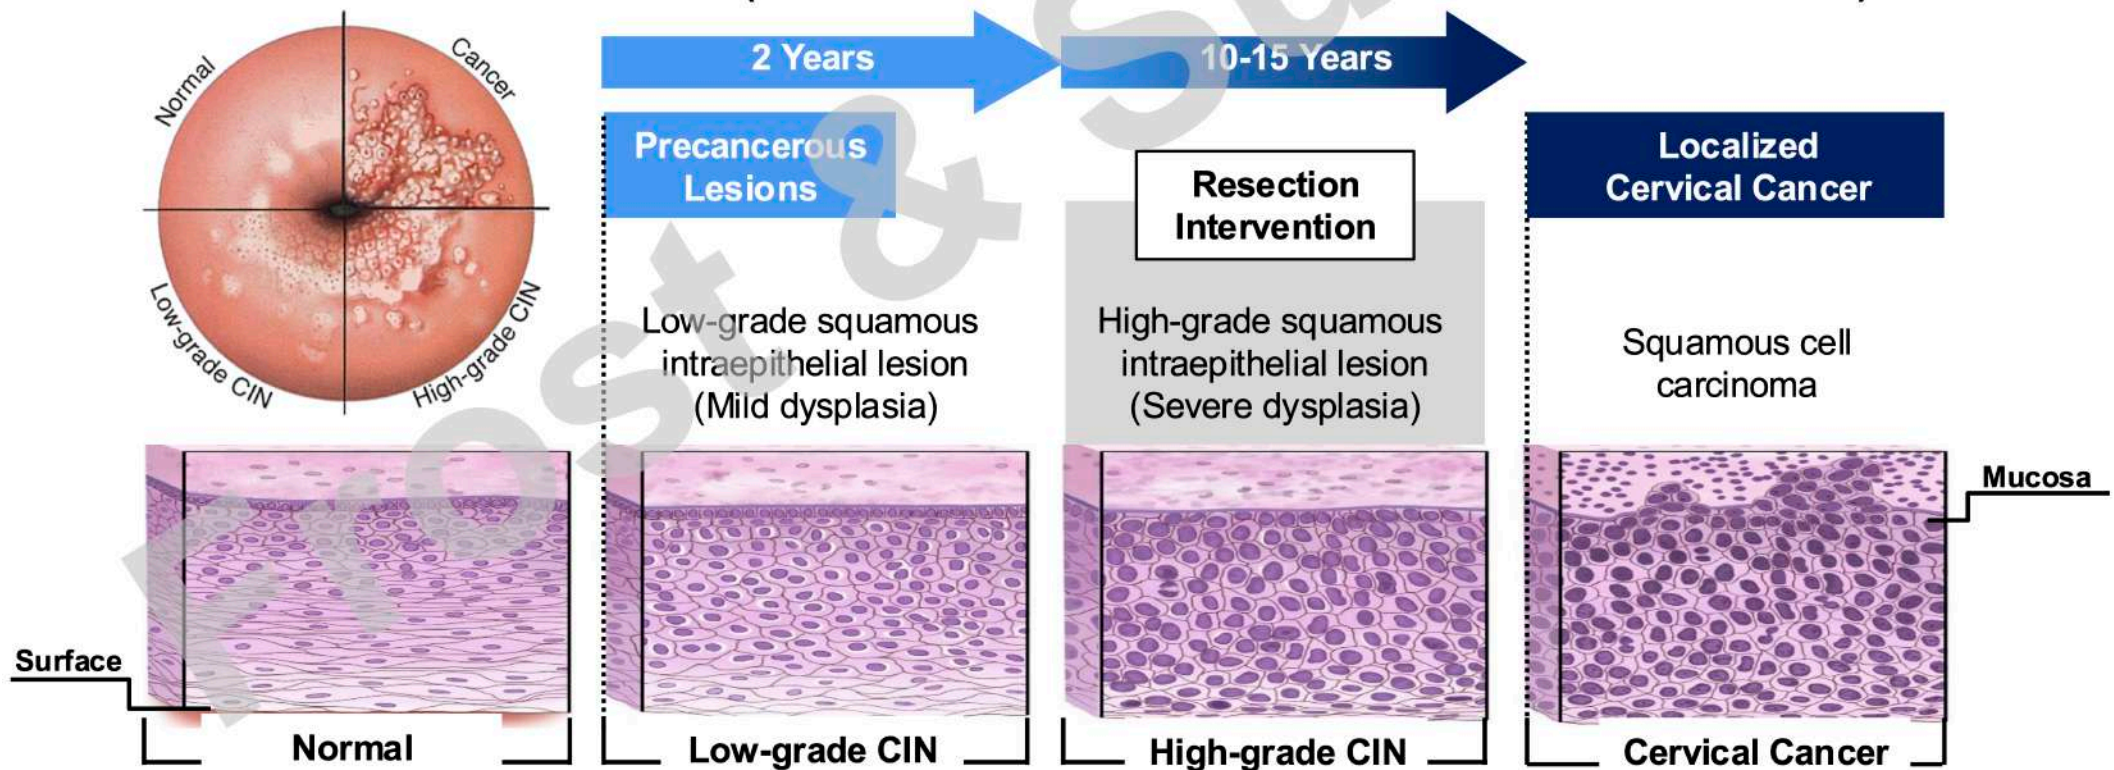 Normal
Cancer
Low-grade CIN
High-grade CIN
2 Years
10-15 Years
Precancerous
Lesions
Resection
Intervention
Localized
Cervical Cancer
Low-grade squamous
intraepithelial lesion
(Mild dysplasia)
High-grade squamous
intraepithelial lesion
(Severe dysplasia)
Squamous cell
carcinoma
Mucosa
Surface
Normal
Low-grade CIN
High-grade CIN
Cervical Cancer
Frost & Su